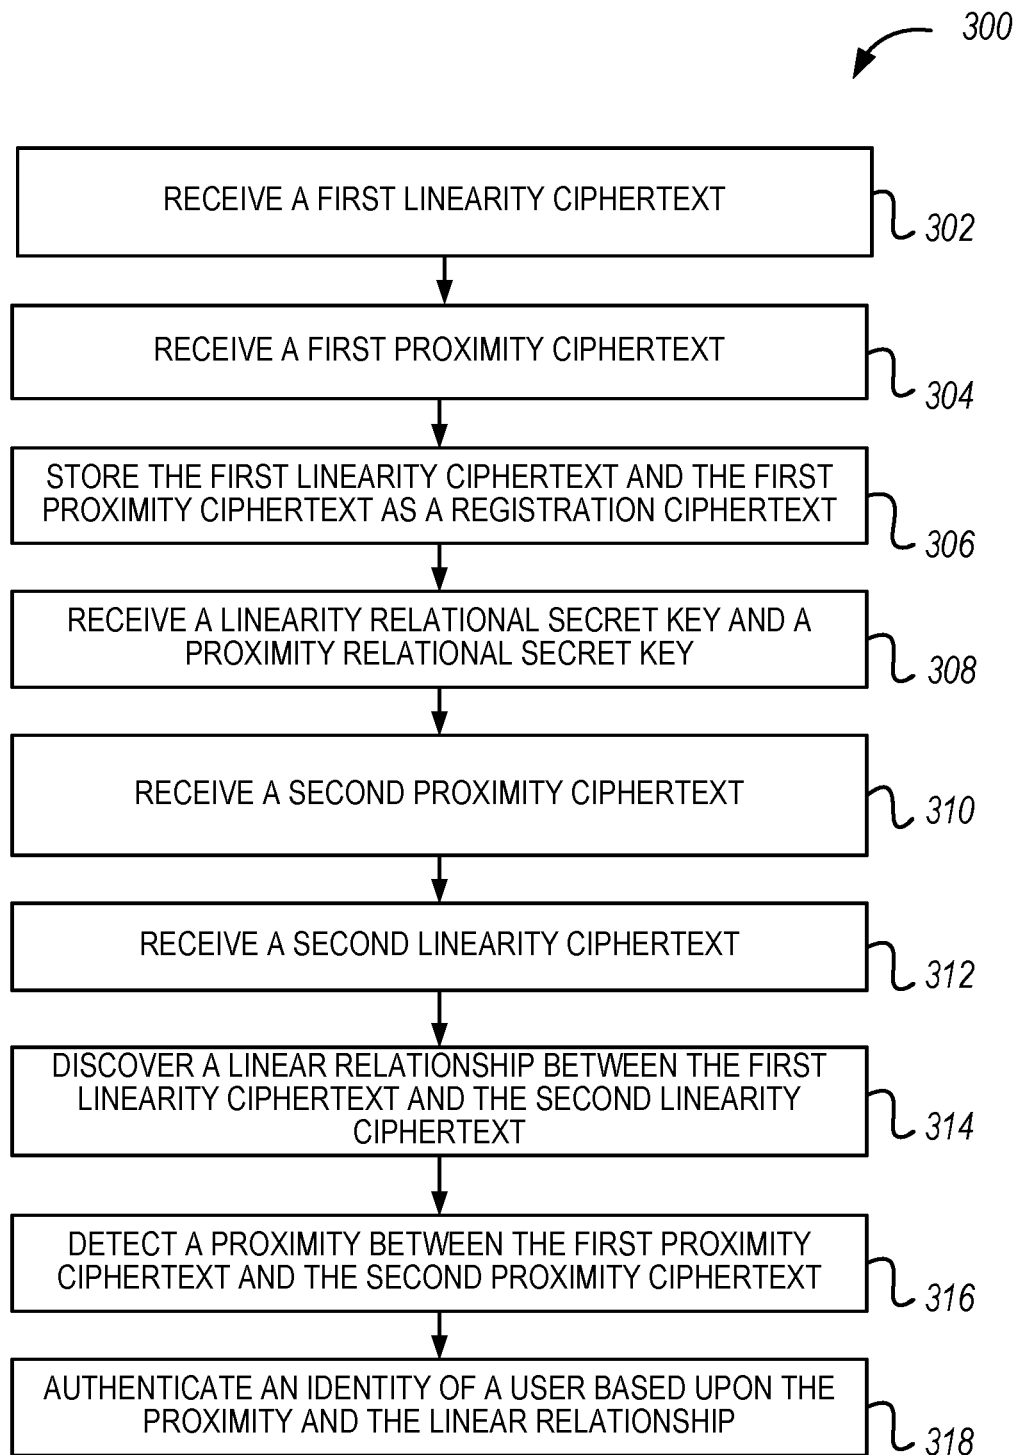 300
RECEIVE A FIRST LINEARITY CIPHERTEXT
302
RECEIVE A FIRST PROXIMITY CIPHERTEXT
304
STORE THE FIRST LINEARITY CIPHERTEXT AND THE FIRST
PROXIMITY CIPHERTEXT AS A REGISTRATION CIPHERTEXT
306
RECEIVE A LINEARITY RELATIONAL SECRET KEY AND A
PROXIMITY RELATIONAL SECRET KEY
308
RECEIVE A SECOND PROXIMITY CIPHERTEXT
310
RECEIVE A SECOND LINEARITY CIPHERTEXT
312
DISCOVER A LINEAR RELATIONSHIP BETWEEN THE FIRST
LINEARITY CIPHERTEXT AND THE SECOND LINEARITY
CIPHERTEXT
314
DETECT A PROXIMITY BETWEEN THE FIRST PROXIMITY
CIPHERTEXT AND THE SECOND PROXIMITY CIPHERTEXT
316
AUTHENTICATE AN IDENTITY OF A USER BASED UPON THE
PROXIMITY AND THE LINEAR RELATIONSHIP
318